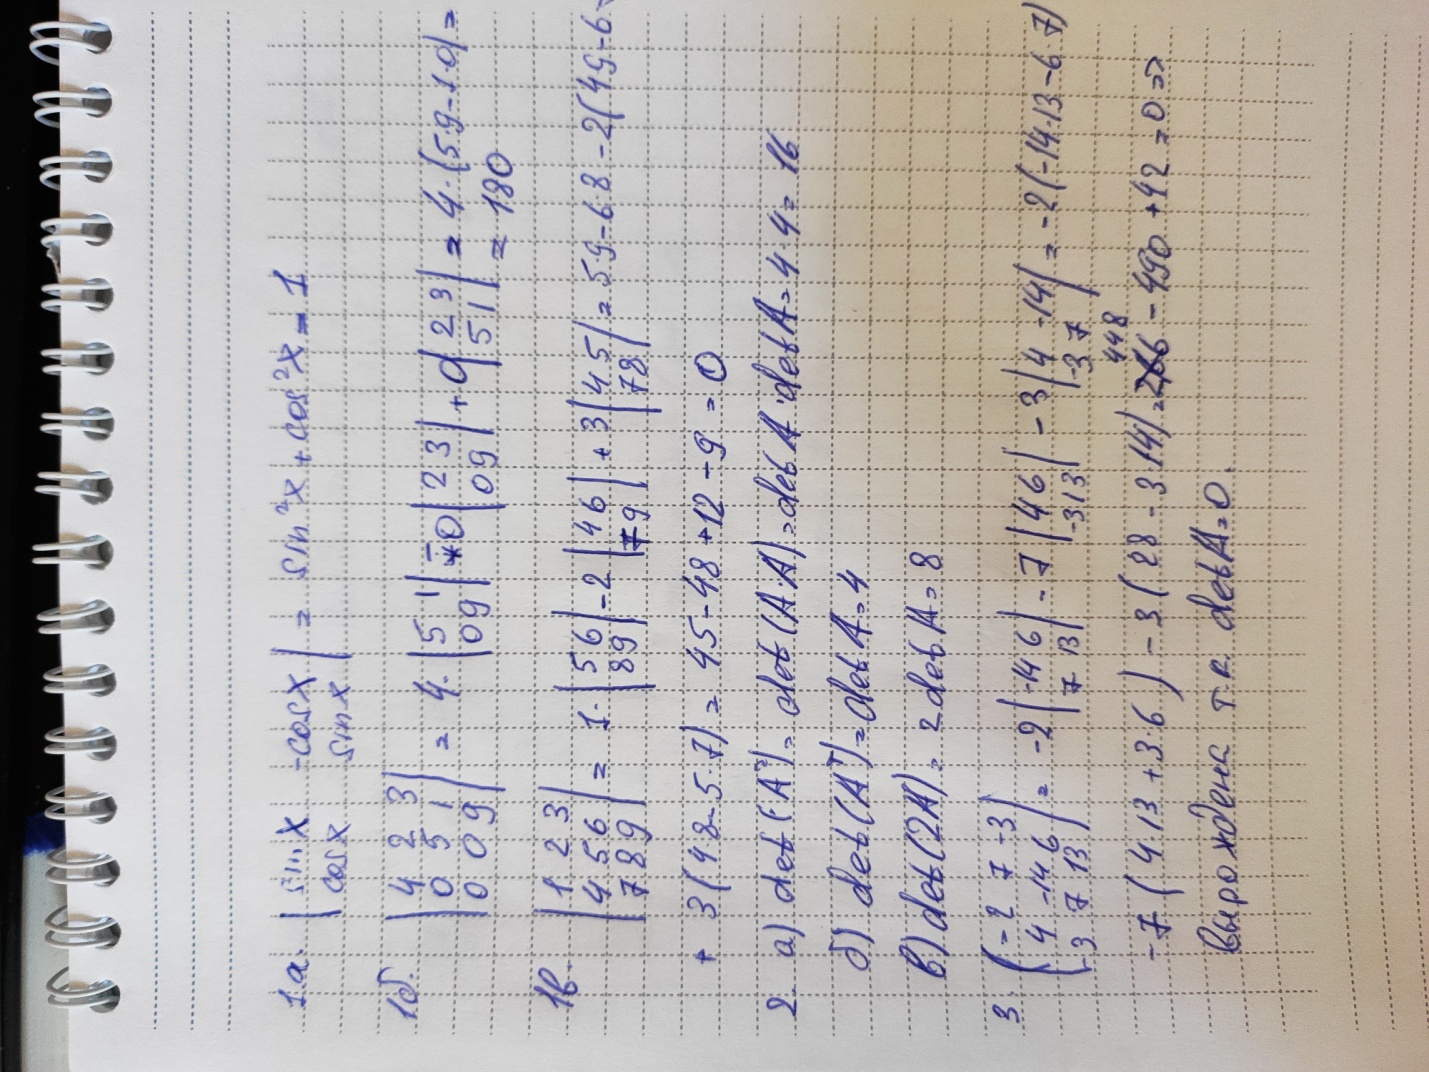 1.а. | sin x -cos x | = sin²x + cos²x = 1
| cos x sin x |
1б. | 4 2 3 |
| 0 5 1 | = 4 · | 5 1 | - 0 | 2 3 | + 0 | 2 3 | = 4 · (5·9 - 1·0) =
| 0 0 9 | | 0 9 | | 0 9 | | 5 1 | = 180
1в. | 1 2 3 |
| 4 5 6 | = 1 · | 5 6 | - 2 | 4 6 | + 3 | 4 5 | = 5·9 - 6·8 - 2(4·9 - 6·
| 7 8 9 | | 8 9 | | 7 9 | | 7 8 |
+ 3(4·8 - 5·7) = 45 - 48 + 12 - 9 = 0
2. а) det(A²) = det(A A) = det A · det A = 4·4 = 16
б) det(Aᵀ) = det A = 4
в) det(2A) = 2 det A = 8
3. ( -2 7 -3 )
( 4 -14 6 ) = -2 | -14 6 | - 7 | 4 6 | - 3 | 4 -14 | = -2(-14·13 - 6·7)
( -3 7 13 ) | 7 13 | | -3 13 | | -3 7 |
-7(4·13 + 3·6) - 3(28 - 3·14) = 448 - 490 + 42 = 0 =>
вырождена т.к. det A = 0.